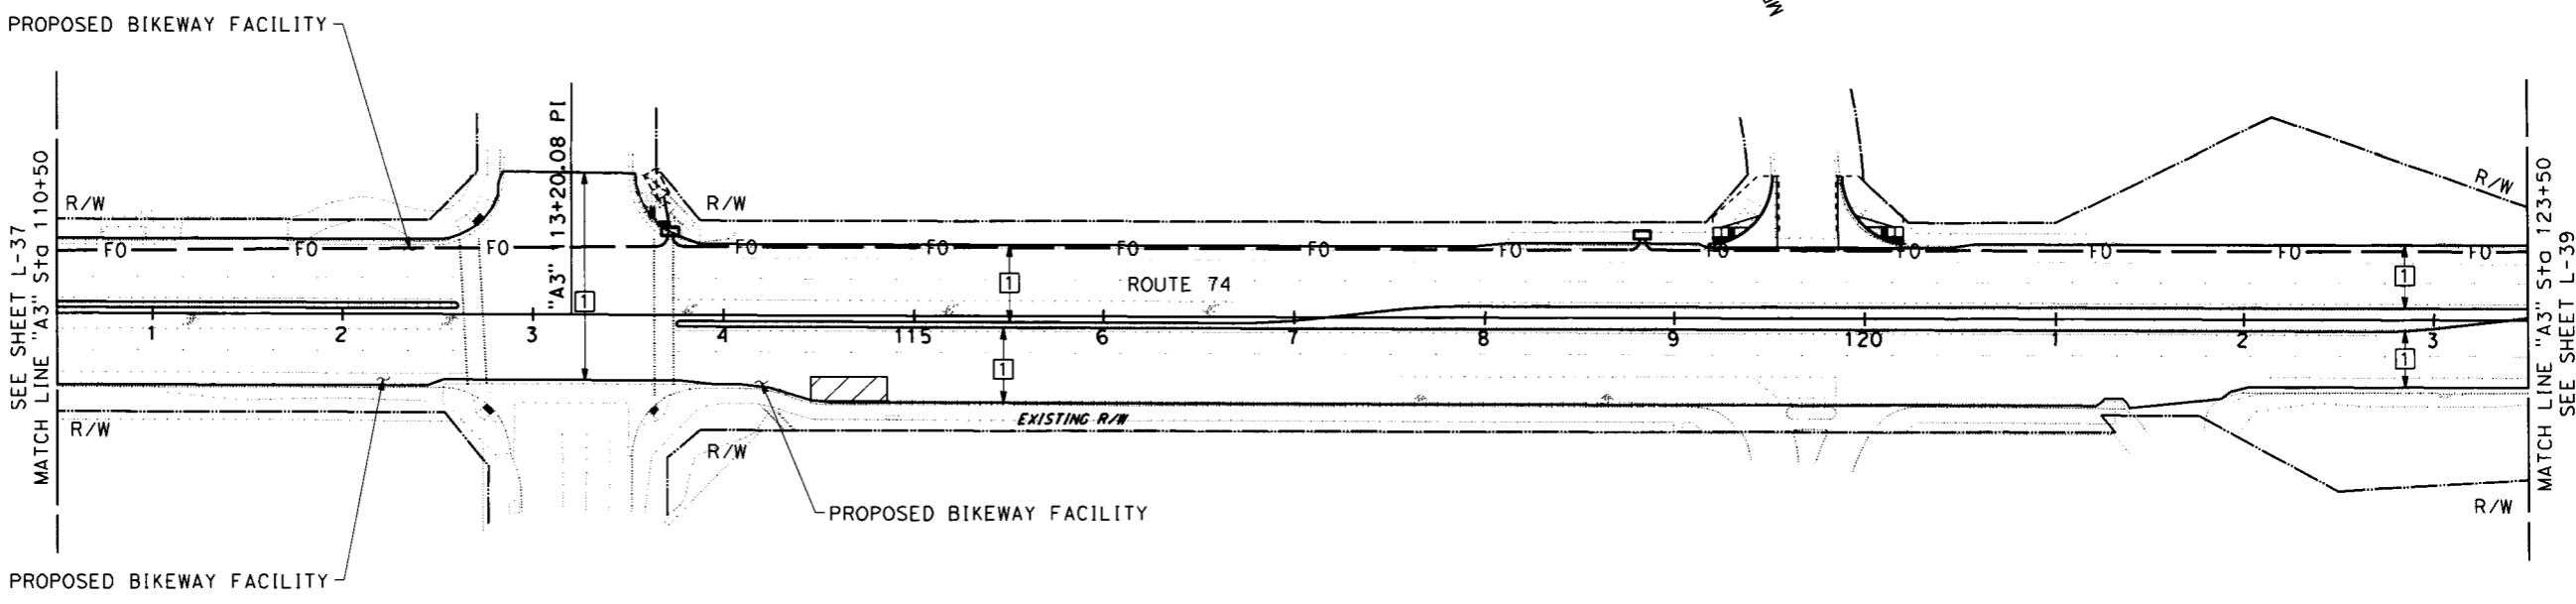 PROPOSED BIKEWAY FACILITY
SEE SHEET L-37
MATCH LINE "A3" Sta 110+50
R/W
"A3" 13+20.08 PI
R/W
R/W
MATCH LINE "A3" Sta 123+50
SEE SHEET L-39
FO FO FO FO FO FO FO FO FO FO FO FO FO
ROUTE 74
1
1
1
1 2 3 4 115 6 7 8 9 120 1 2 3
1
1
EXISTING R/W
R/W
R/W
R/W
PROPOSED BIKEWAY FACILITY
PROPOSED BIKEWAY FACILITY